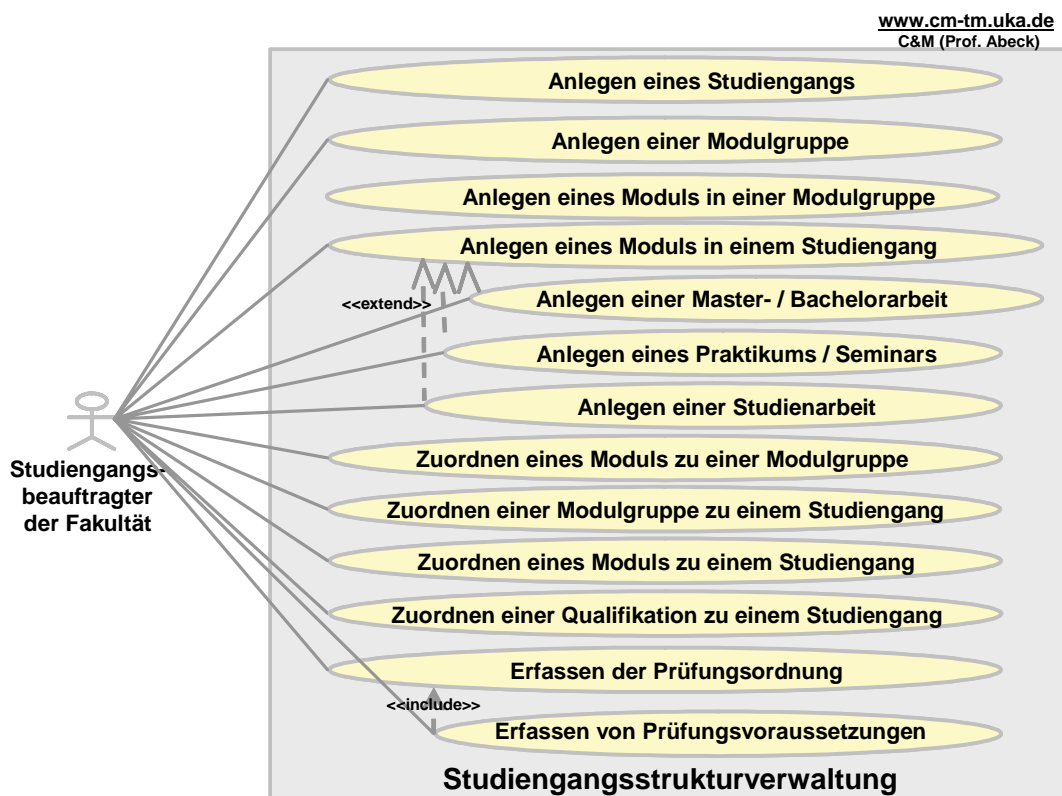 www.cm-tm.uka.de
C&M (Prof. Abeck)
Anlegen eines Studiengangs
Anlegen einer Modulgruppe
Anlegen eines Moduls in einer Modulgruppe
Anlegen eines Moduls in einem Studiengang
<<extend>>
Anlegen einer Master- / Bachelorarbeit
Anlegen eines Praktikums / Seminars
Anlegen einer Studienarbeit
Studiengangs-
beauftragter
der Fakultät
Zuordnen eines Moduls zu einer Modulgruppe
Zuordnen einer Modulgruppe zu einem Studiengang
Zuordnen eines Moduls zu einem Studiengang
Zuordnen einer Qualifikation zu einem Studiengang
Erfassen der Prüfungsordnung
<<include>>
Erfassen von Prüfungsvoraussetzungen
Studiengangsstrukturverwaltung